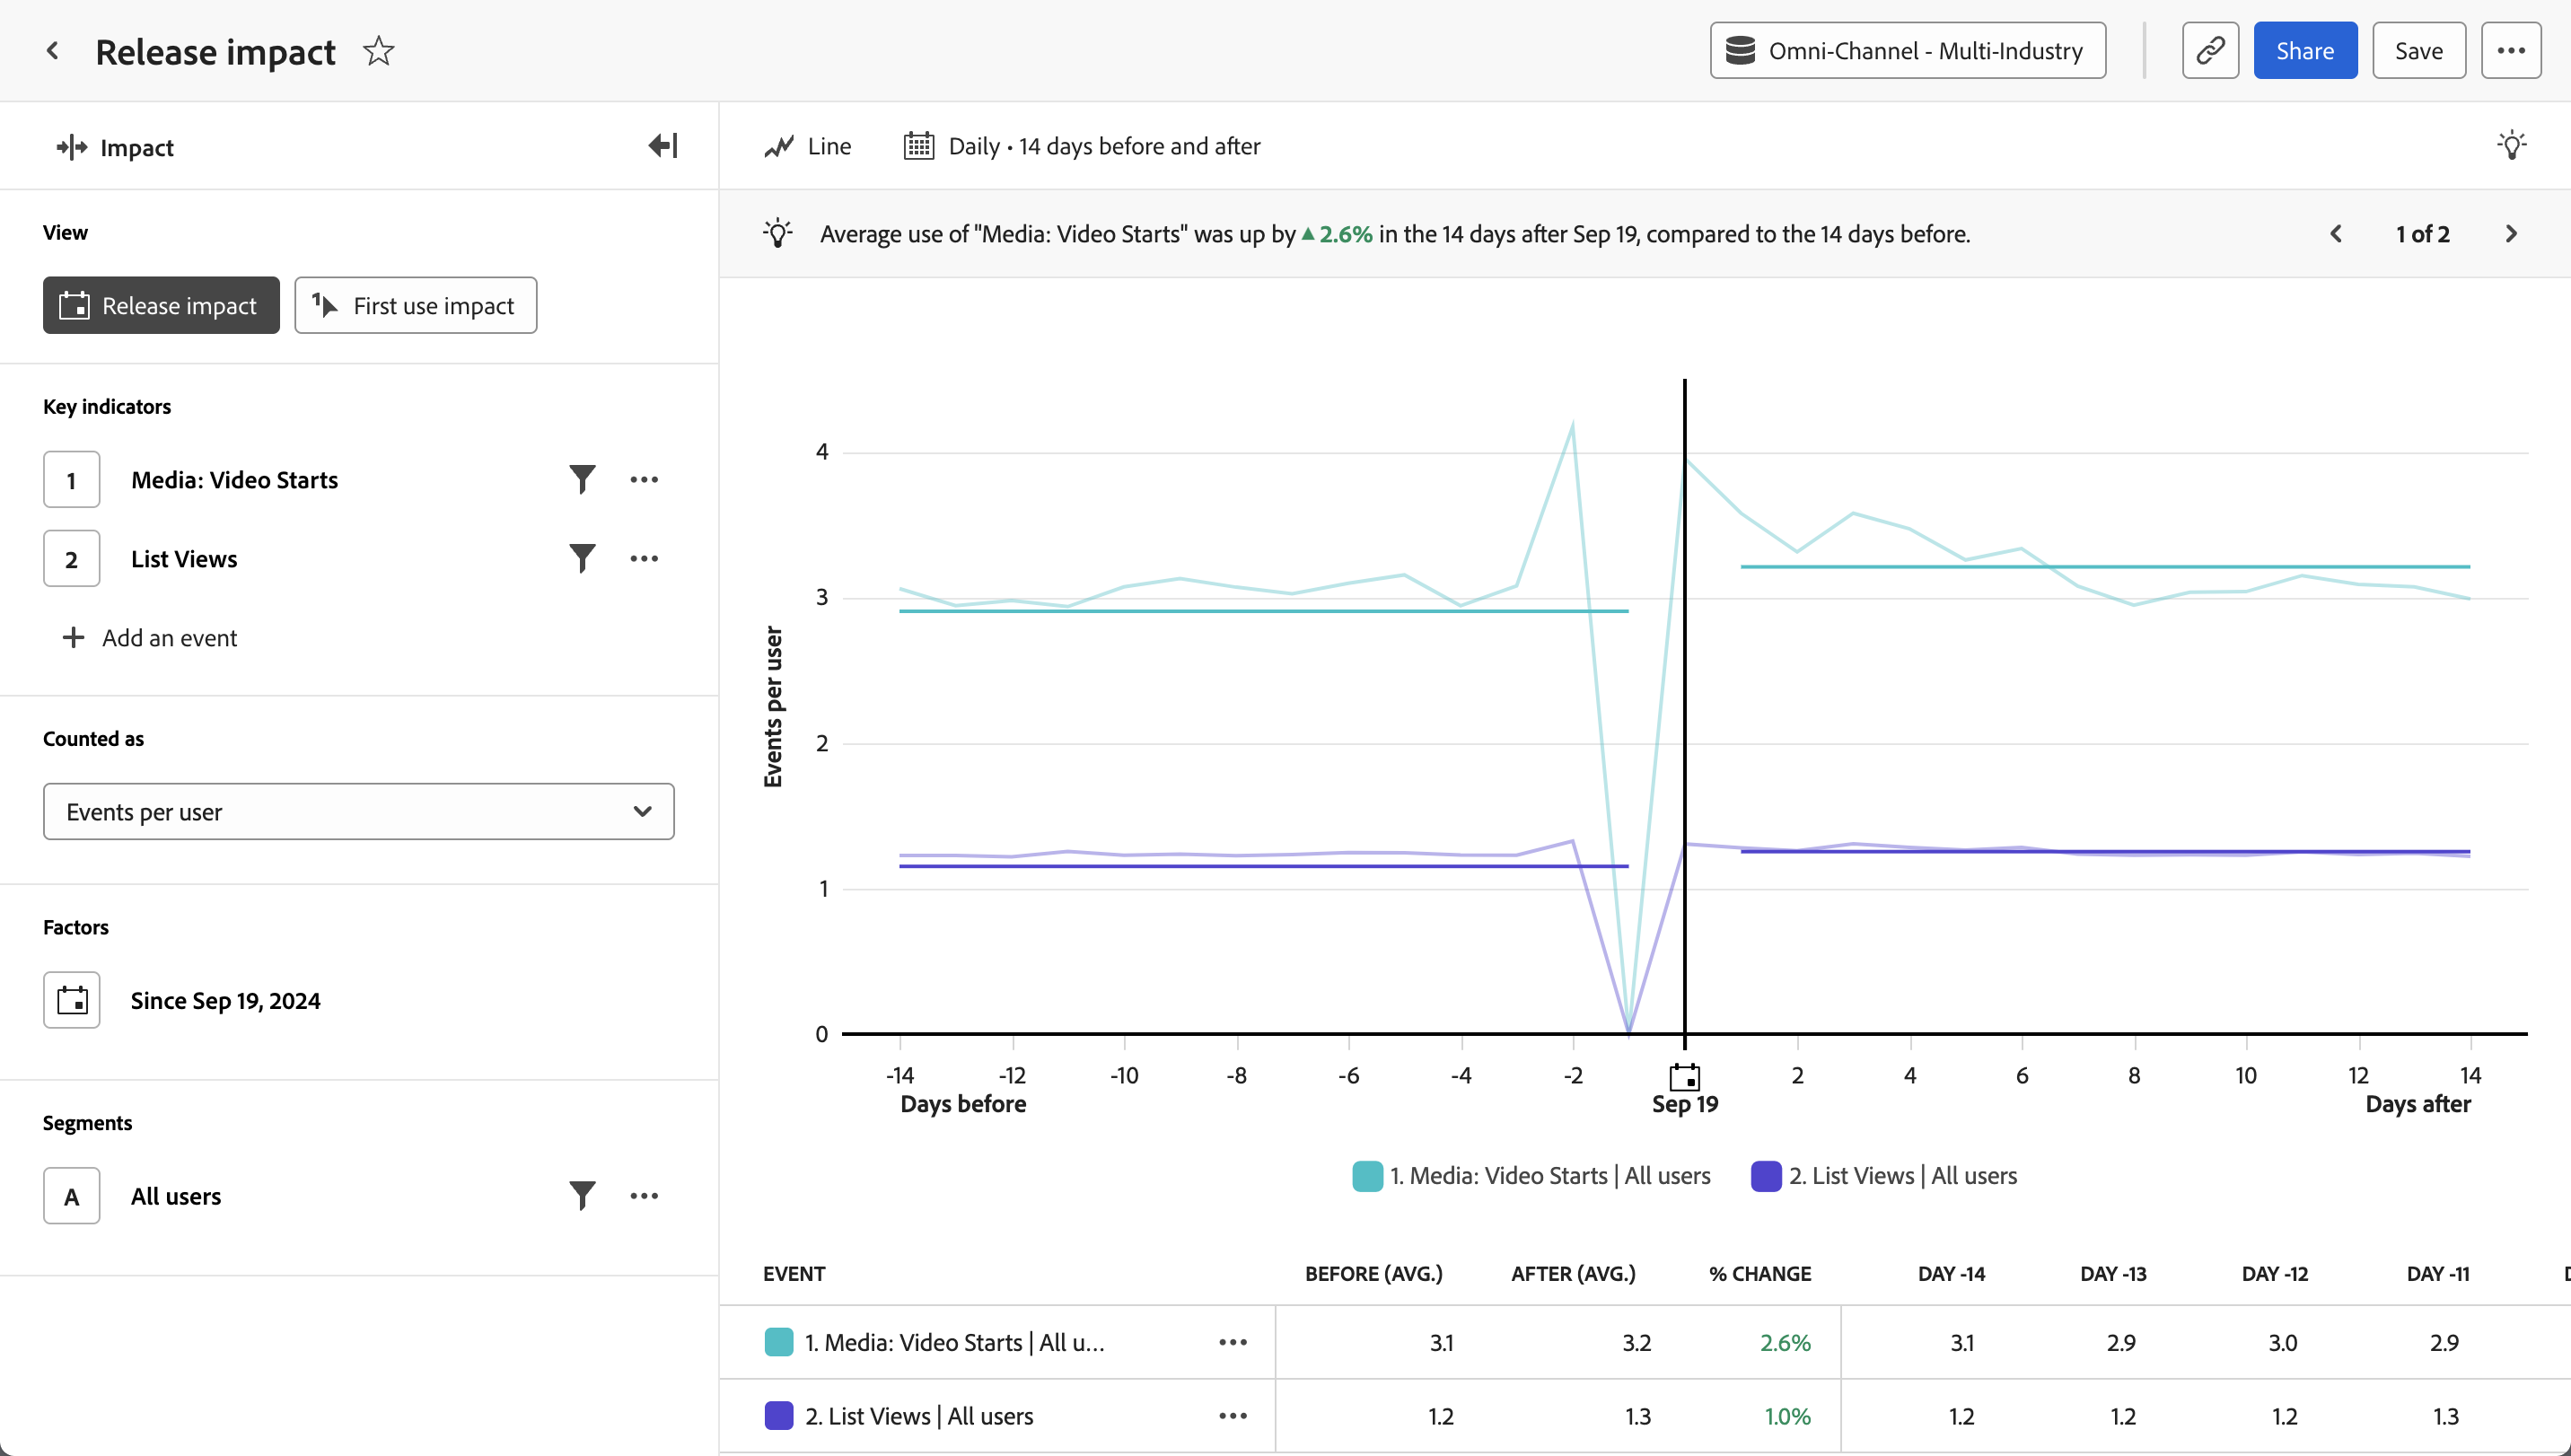 Release impact
Omni-Channel - Multi-Industry
Share
Save
Impact
Line
Daily • 14 days before and after
View
Release impact
First use impact
Average use of "Media: Video Starts" was up by ▲2.6% in the 14 days after Sep 19, compared to the 14 days before.
1 of 2
Key indicators
1 Media: Video Starts
2 List Views
+ Add an event
Counted as
Events per user
Factors
Since Sep 19, 2024
Segments
A All users
Events per user
4
3
2
1
0
-14 -12 -10 -8 -6 -4 -2 2 4 6 8 10 12 14
Days before Sep 19 Days after
1. Media: Video Starts | All users 2. List Views | All users
EVENT BEFORE (AVG.) AFTER (AVG.) % CHANGE DAY -14 DAY -13 DAY -12 DAY -11
1. Media: Video Starts | All u... 3.1 3.2 2.6% 3.1 2.9 3.0 2.9
2. List Views | All users 1.2 1.3 1.0% 1.2 1.2 1.2 1.3